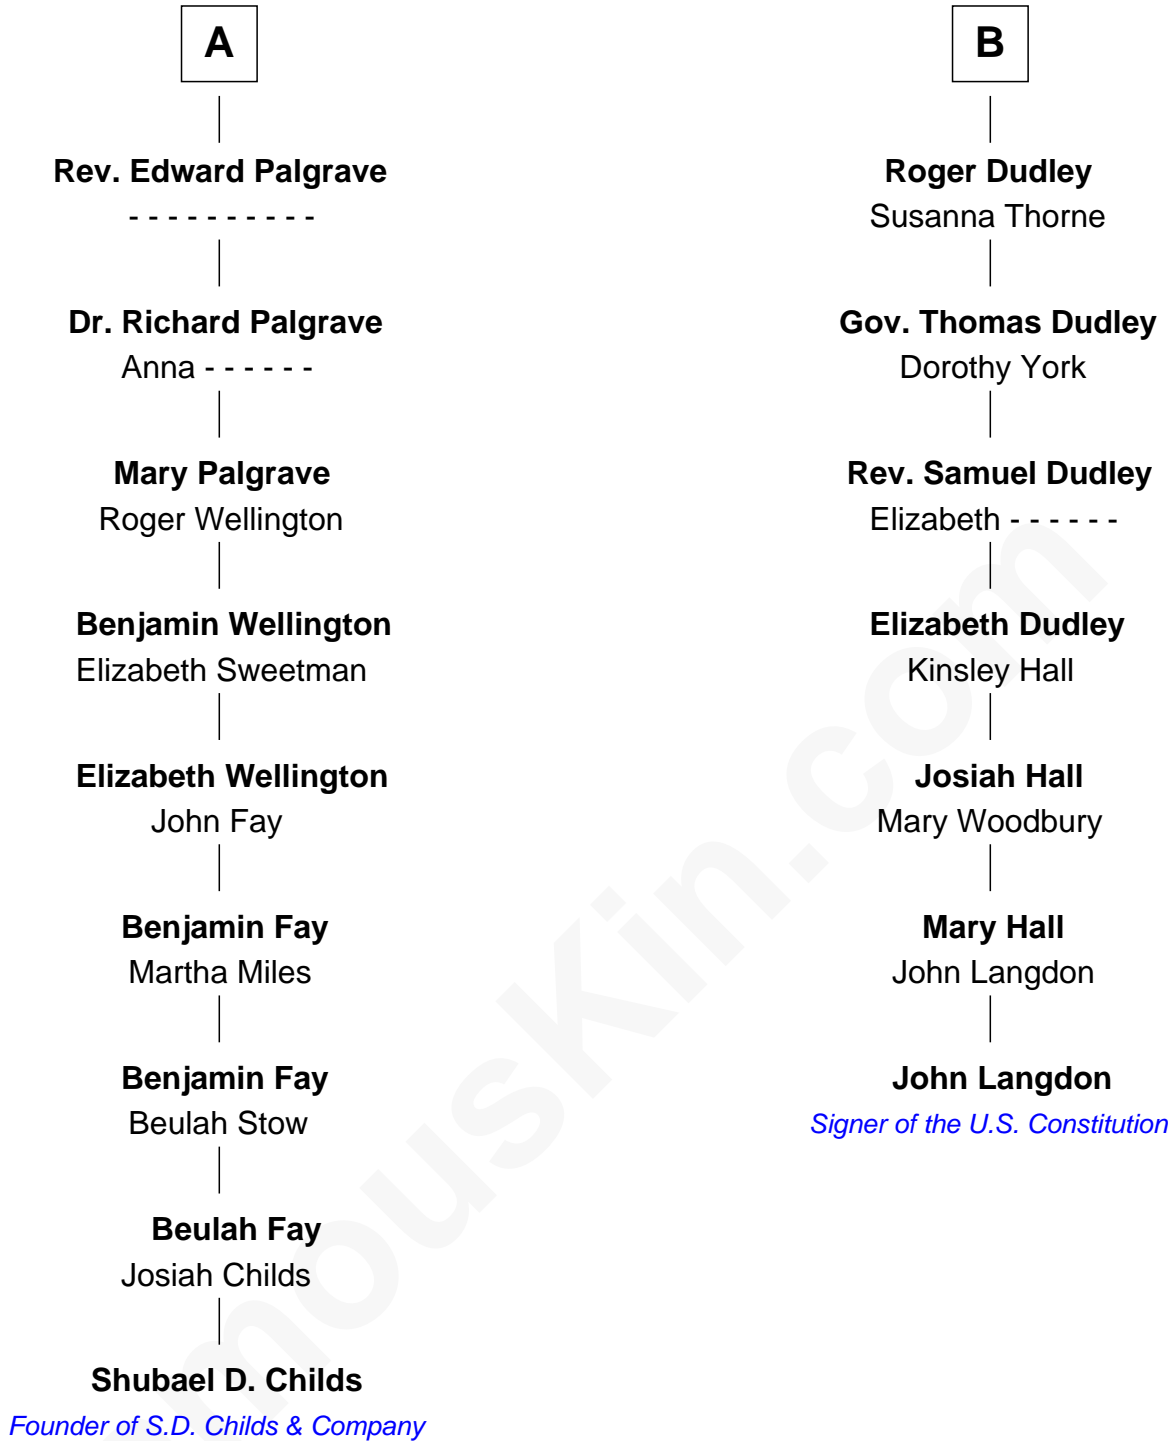 A
Rev. Edward Palgrave
- - - - - - - - - -
Dr. Richard Palgrave
Anna - - - - - -
Mary Palgrave
Roger Wellington
Benjamin Wellington
Elizabeth Sweetman
Elizabeth Wellington
John Fay
Benjamin Fay
Martha Miles
Benjamin Fay
Beulah Stow
Beulah Fay
Josiah Childs
Shubael D. Childs
Founder of S.D. Childs & Company
B
Roger Dudley
Susanna Thorne
Gov. Thomas Dudley
Dorothy York
Rev. Samuel Dudley
Elizabeth - - - - - -
Elizabeth Dudley
Kinsley Hall
Josiah Hall
Mary Woodbury
Mary Hall
John Langdon
John Langdon
Signer of the U.S. Constitution
mousKin.com